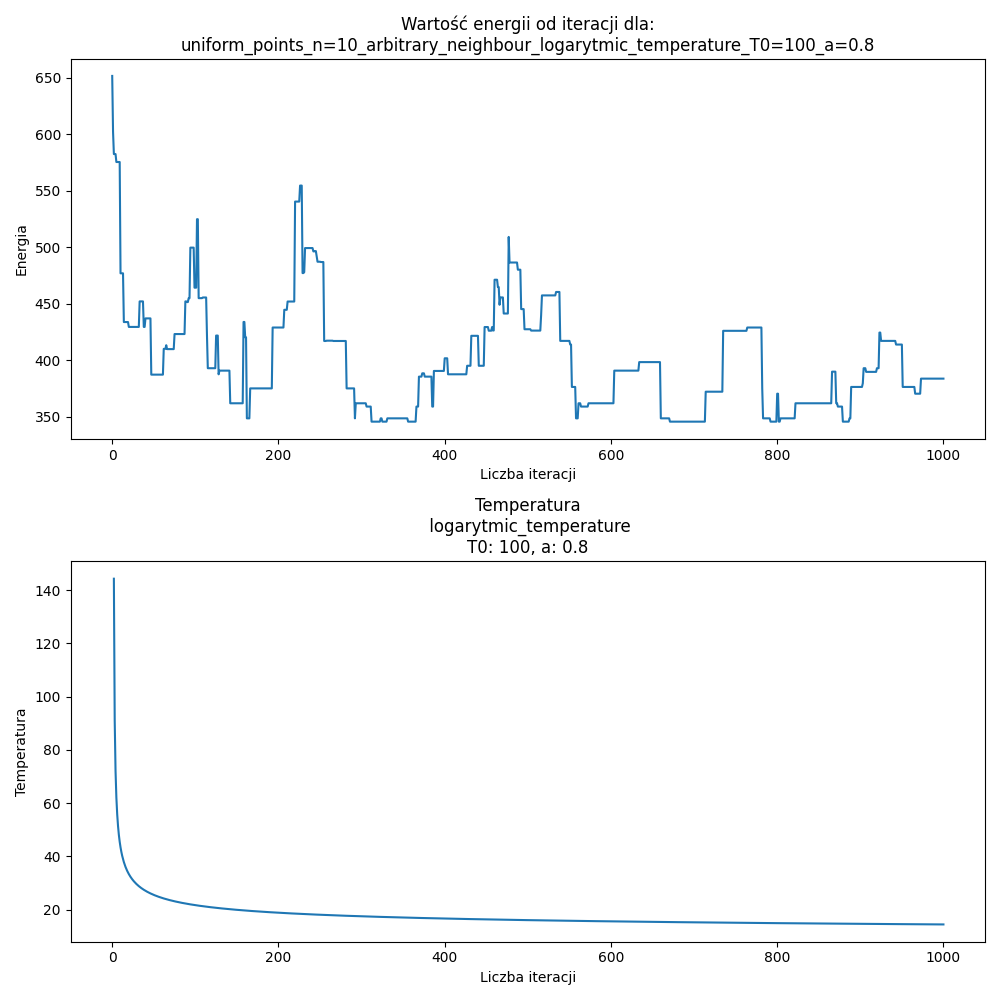 Wartość energii od iteracji dla:
uniform_points_n=10_arbitrary_neighbour_logarytmic_temperature_T0=100_a=0.8
Energia
650
600
550
500
450
400
350
0 200 400 600 800 1000
Liczba iteracji
Temperatura
logarytmic_temperature
T0: 100, a: 0.8
Temperatura
140
120
100
80
60
40
20
0 200 400 600 800 1000
Liczba iteracji